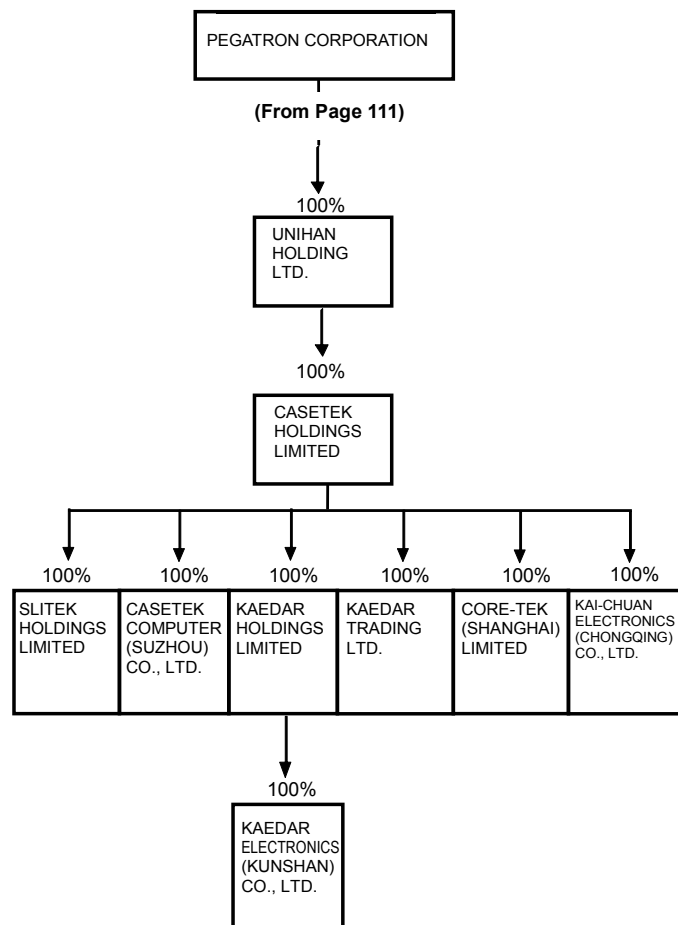 PEGATRON CORPORATION
(From Page 111)
100%
UNIHAN
HOLDING
LTD.
100%
CASETEK
HOLDINGS
LIMITED
100%
SLITEK
HOLDINGS
LIMITED
100%
CASETEK
COMPUTER
(SUZHOU)
CO., LTD.
100%
KAEDAR
HOLDINGS
LIMITED
100%
KAEDAR
TRADING
LTD.
100%
CORE-TEK
(SHANGHAI)
LIMITED
100%
KAI-CHUAN
ELECTRONICS
(CHONGQING)
CO., LTD.
100%
KAEDAR
ELECTRONICS
(KUNSHAN)
CO., LTD.